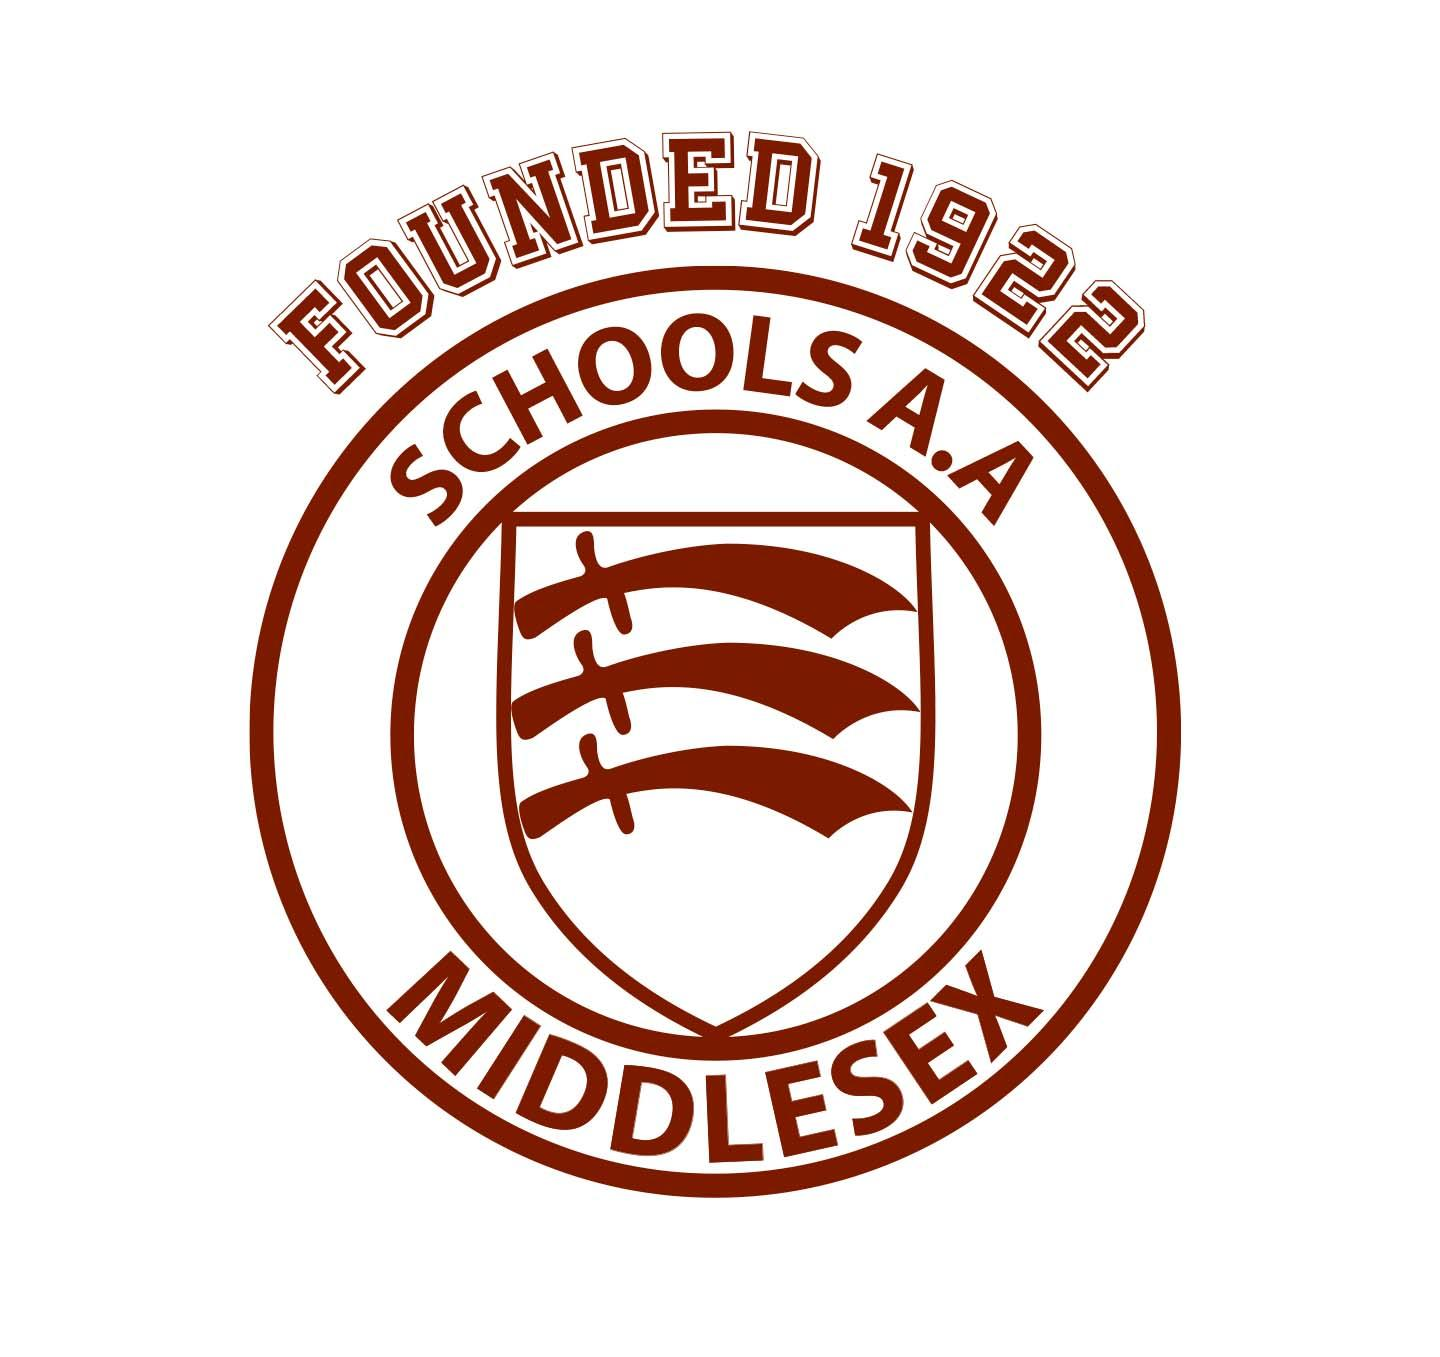 FOUNDED 1922
SCHOOLS A.A
MIDDLESEX